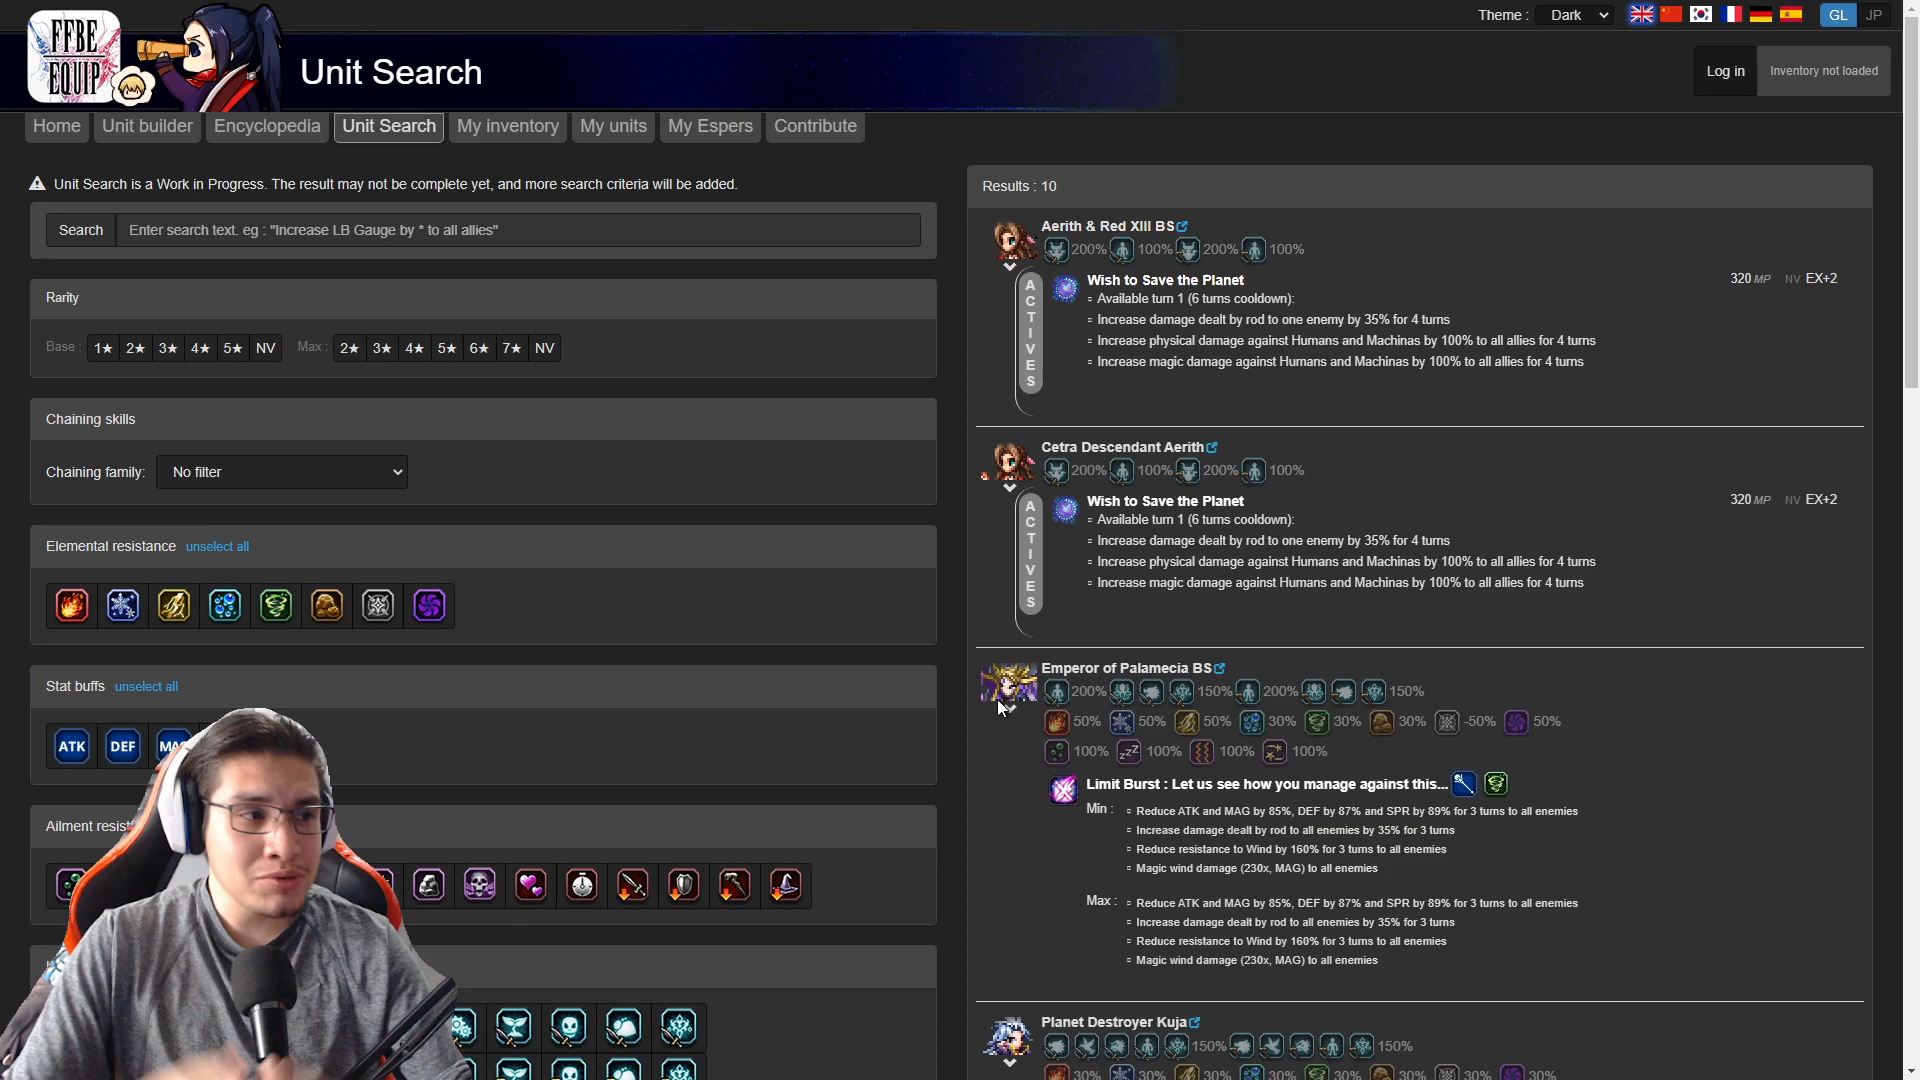 Theme : Dark GL JP
FFBE EQUIP
Unit Search
Log in Inventory not loaded
Home Unit builder Encyclopedia Unit Search My inventory My units My Espers Contribute
Unit Search is a Work in Progress. The result may not be complete yet, and more search criteria will be added.
Search Enter search text. eg : "Increase LB Gauge by * to all allies"
Rarity
Base : 1★ 2★ 3★ 4★ 5★ NV Max : 2★ 3★ 4★ 5★ 6★ 7★ NV
Chaining skills
Chaining family: No filter
Elemental resistance unselect all
Stat buffs unselect all
ATK DEF
Ailment resist
Results : 10
Aerith & Red XIII BS
200% 100% 200% 100%
ACTIVES
Wish to Save the Planet 320 MP NV EX+2
▫ Available turn 1 (6 turns cooldown):
▫ Increase damage dealt by rod to one enemy by 35% for 4 turns
▫ Increase physical damage against Humans and Machinas by 100% to all allies for 4 turns
▫ Increase magic damage against Humans and Machinas by 100% to all allies for 4 turns
Cetra Descendant Aerith
200% 100% 200% 100%
ACTIVES
Wish to Save the Planet 320 MP NV EX+2
▫ Available turn 1 (6 turns cooldown):
▫ Increase damage dealt by rod to one enemy by 35% for 4 turns
▫ Increase physical damage against Humans and Machinas by 100% to all allies for 4 turns
▫ Increase magic damage against Humans and Machinas by 100% to all allies for 4 turns
Emperor of Palamecia BS
200% 150% 200% 150%
50% 50% 50% 30% 30% 30% -50% 50%
100% 100% 100% 100%
Limit Burst : Let us see how you manage against this...
Min : ▫ Reduce ATK and MAG by 85%, DEF by 87% and SPR by 89% for 3 turns to all enemies
▫ Increase damage dealt by rod to all enemies by 35% for 3 turns
▫ Reduce resistance to Wind by 160% for 3 turns to all enemies
▫ Magic wind damage (230x, MAG) to all enemies
Max : ▫ Reduce ATK and MAG by 85%, DEF by 87% and SPR by 89% for 3 turns to all enemies
▫ Increase damage dealt by rod to all enemies by 35% for 3 turns
▫ Reduce resistance to Wind by 160% for 3 turns to all enemies
▫ Magic wind damage (230x, MAG) to all enemies
Planet Destroyer Kuja
150% 150%
30% 30% 30% 30% 30% 30% 30% 30%